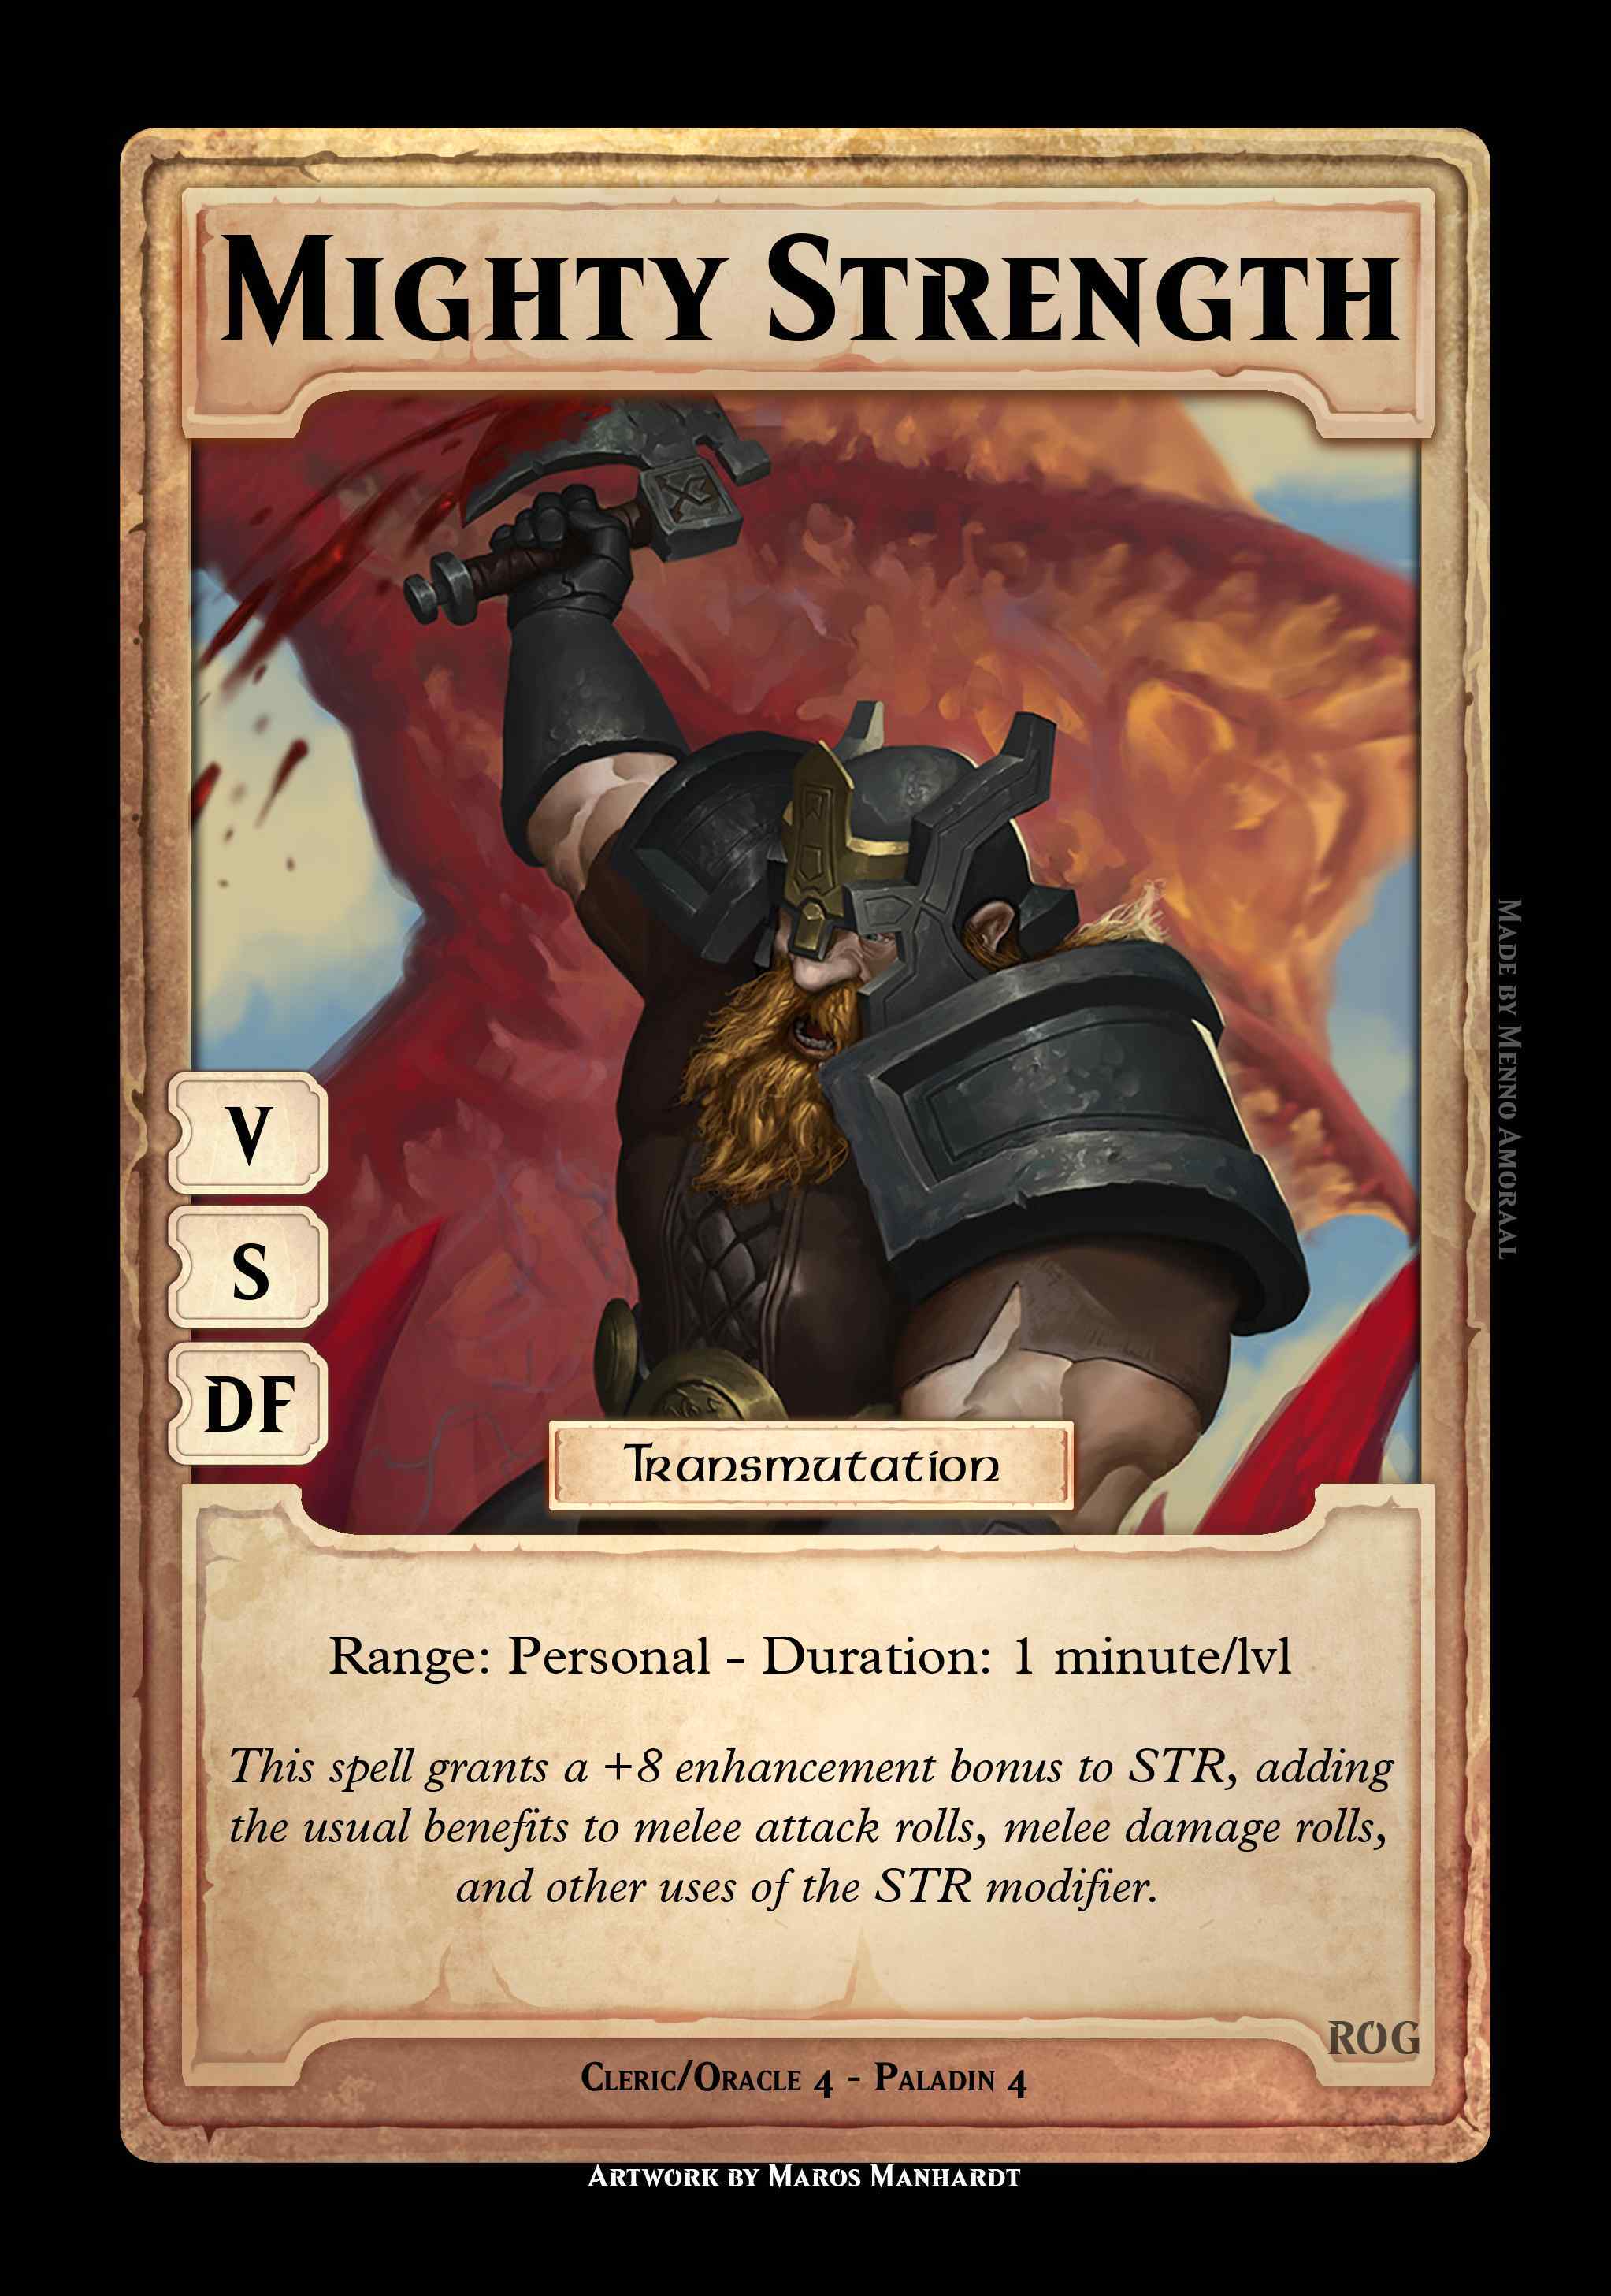 Mighty Strength
V
S
DF
Transmutation
Range: Personal - Duration: 1 minute/lvl
This spell grants a +8 enhancement bonus to STR, adding
the usual benefits to melee attack rolls, melee damage rolls,
and other uses of the STR modifier.
ROG
Cleric/Oracle 4 - Paladin 4
Artwork by Maros Manhardt
Made by Menno Amoraal